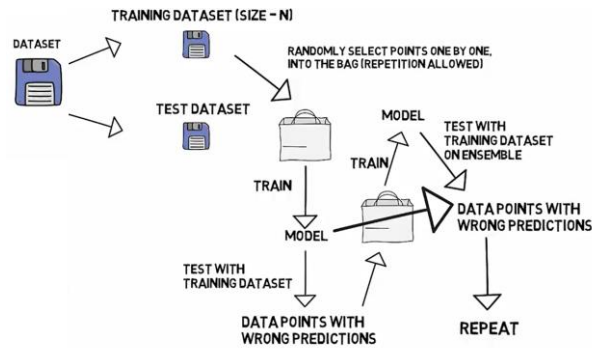 TRAINING DATASET (SIZE - N)
DATASET
RANDOMLY SELECT POINTS ONE BY ONE,
INTO THE BAG (REPETITION ALLOWED)
TEST DATASET
MODEL
TEST WITH
TRAINING DATASET
ON ENSEMBLE
TRAIN
TRAIN
DATA POINTS WITH
WRONG PREDICTIONS
MODEL
TEST WITH
TRAINING DATASET
DATA POINTS WITH
WRONG PREDICTIONS
REPEAT